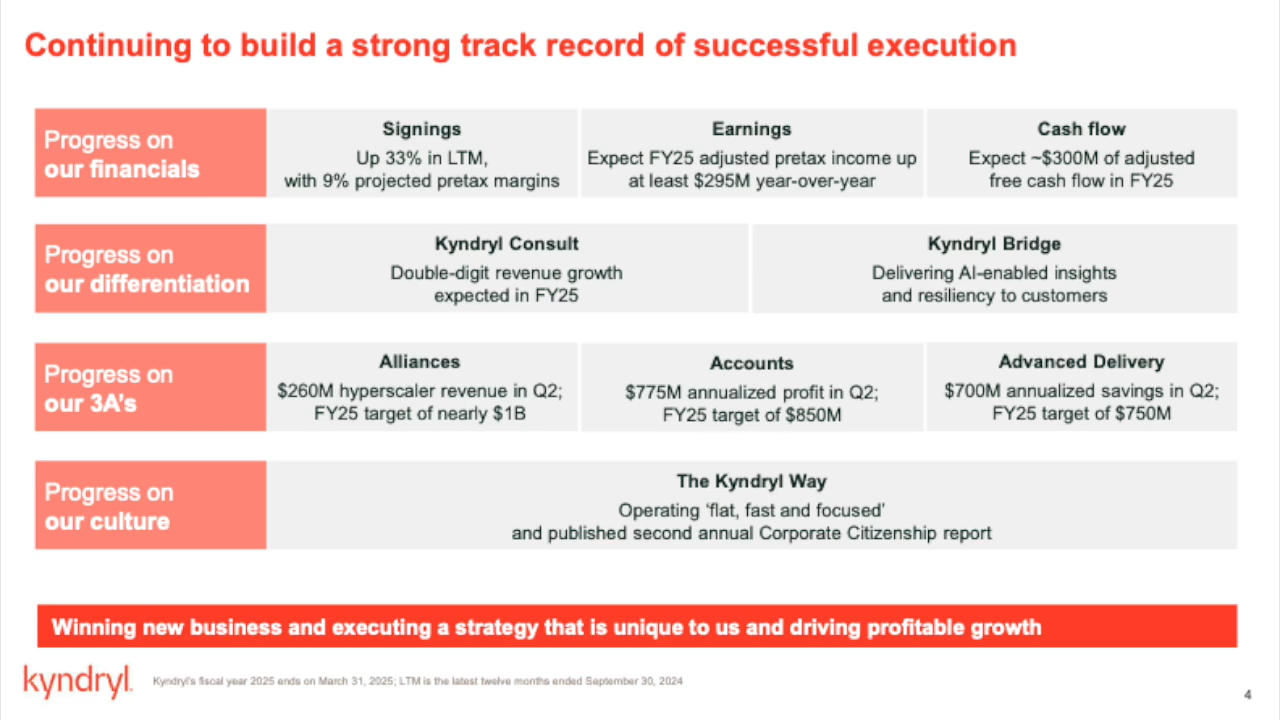 Continuing to build a strong track record of successful execution
Progress on
our financials
Signings
Up 33% in LTM,
with 9% projected pretax margins
Earnings
Expect FY25 adjusted pretax income up
at least $295M year-over-year
Cash flow
Expect ~$300M of adjusted
free cash flow in FY25
Progress on
our differentiation
Kyndryl Consult
Double-digit revenue growth
expected in FY25
Kyndryl Bridge
Delivering AI-enabled insights
and resiliency to customers
Progress on
our 3A’s
Alliances
$260M hyperscaler revenue in Q2;
FY25 target of nearly $1B
Accounts
$775M annualized profit in Q2;
FY25 target of $850M
Advanced Delivery
$700M annualized savings in Q2;
FY25 target of $750M
Progress on
our culture
The Kyndryl Way
Operating ‘flat, fast and focused’
and published second annual Corporate Citizenship report
Winning new business and executing a strategy that is unique to us and driving profitable growth
kyndryl.
Kyndryl's fiscal year 2025 ends on March 31, 2025; LTM is the latest twelve months ended September 30, 2024
4